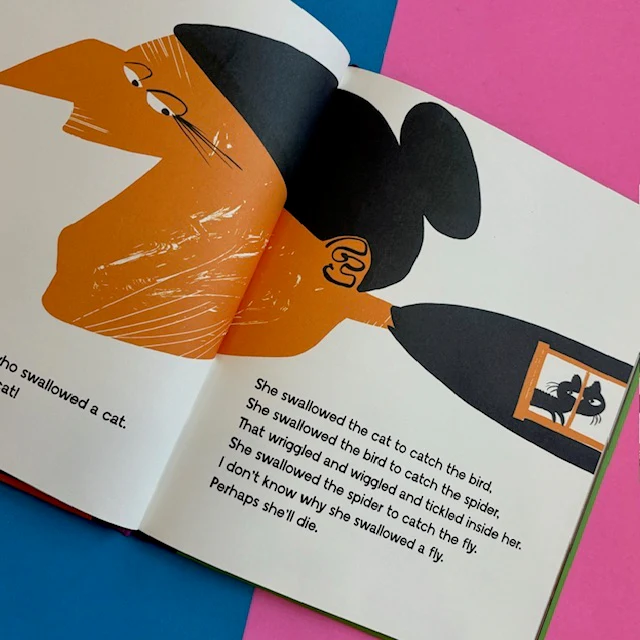 who swallowed a cat.
cat!
She swallowed the cat to catch the bird,
She swallowed the bird to catch the spider,
That wriggled and wiggled and tickled inside her.
She swallowed the spider to catch the fly.
I don't know why she swallowed a fly.
Perhaps she'll die.